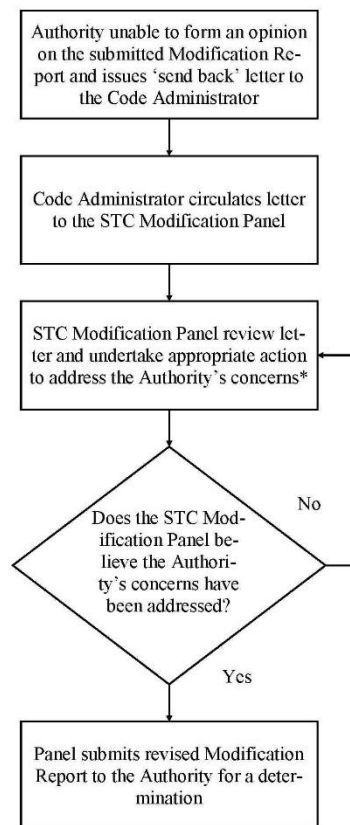 Authority unable to form an opinion
on the submitted Modification Re-
port and issues ‘send back’ letter to
the Code Administrator
Code Administrator circulates letter
to the STC Modification Panel
STC Modification Panel review let-
ter and undertake appropriate action
to address the Authority’s concerns*
Does the STC Mod-
ification Panel be-
lieve the Authori-
ty’s concerns have
been addressed?
No
Yes
Panel submits revised Modification
Report to the Authority for a deter-
mination